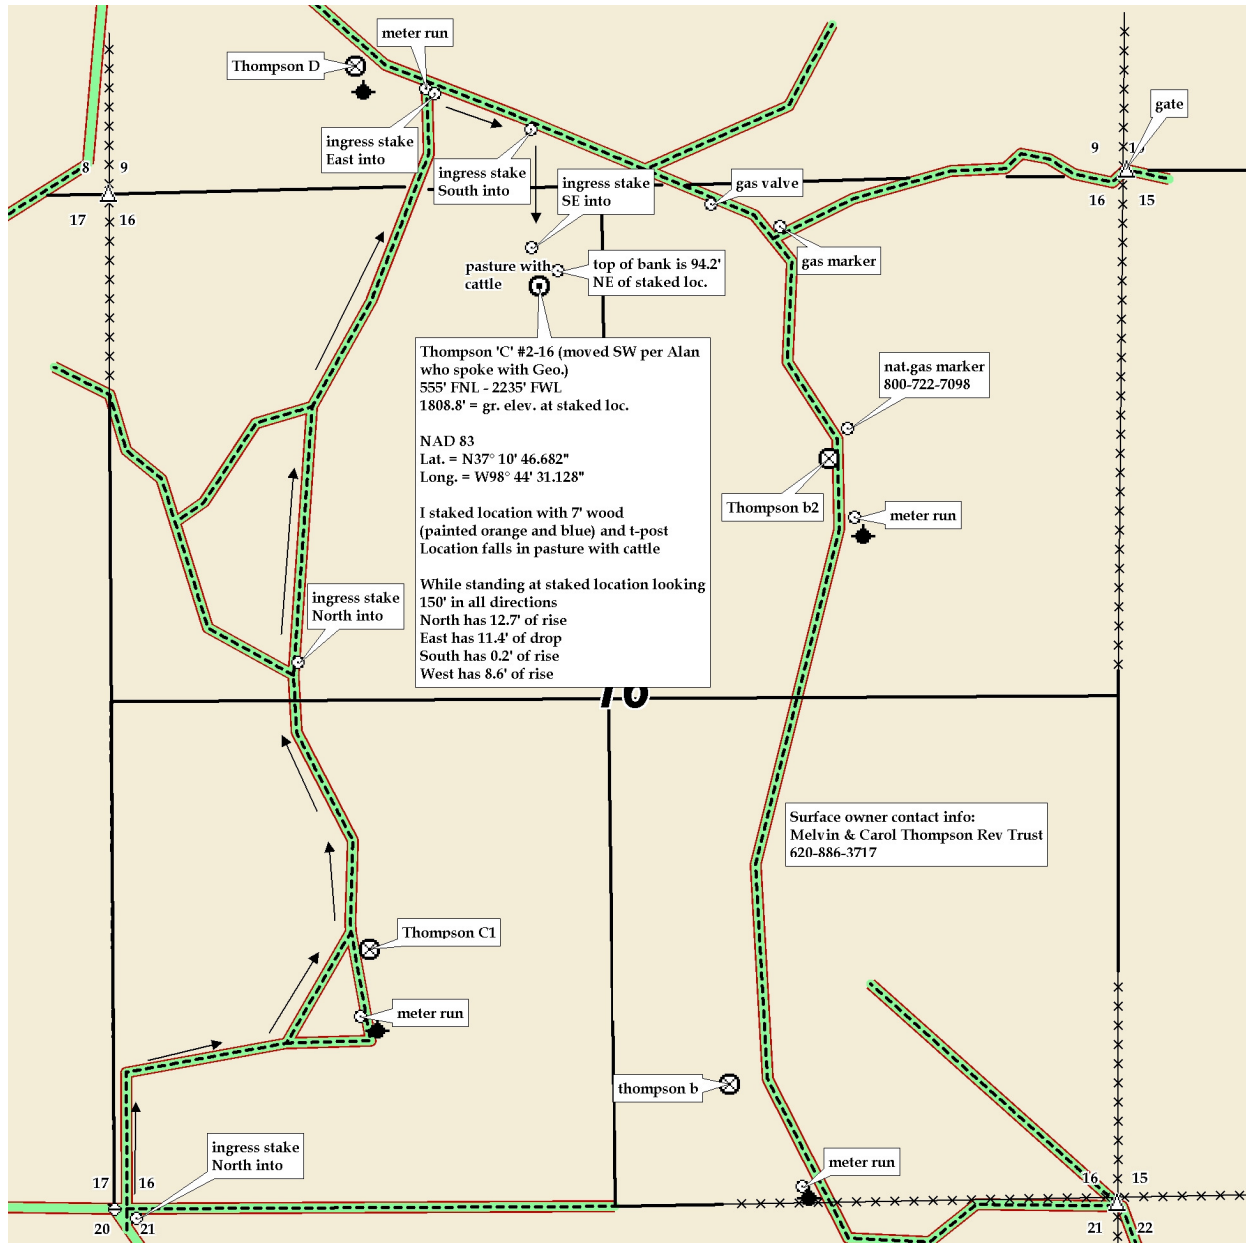 meter run
Thompson D
gate
ingress stake
East into
8
9
9
ingress stake
South into
ingress stake
SE into
gas valve
17
16
16
15
gas marker
pasture with
cattle
top of bank is 94.2'
NE of staked loc.
Thompson 'C' #2-16 (moved SW per Alan
who spoke with Geo.)
555' FNL - 2235' FWL
1808.8' = gr. elev. at staked loc.
NAD 83
Lat. = N37° 10' 46.682"
Long. = W98° 44' 31.128"
I staked location with 7' wood
(painted orange and blue) and t-post
Location falls in pasture with cattle
While standing at staked location looking
150' in all directions
North has 12.7' of rise
East has 11.4' of drop
South has 0.2' of rise
West has 8.6' of rise
nat.gas marker
800-722-7098
Thompson b2
meter run
ingress stake
North into
16
Surface owner contact info:
Melvin & Carol Thompson Rev Trust
620-886-3717
Thompson C1
meter run
thompson b
ingress stake
North into
meter run
17
16
16
15
20
21
21
22